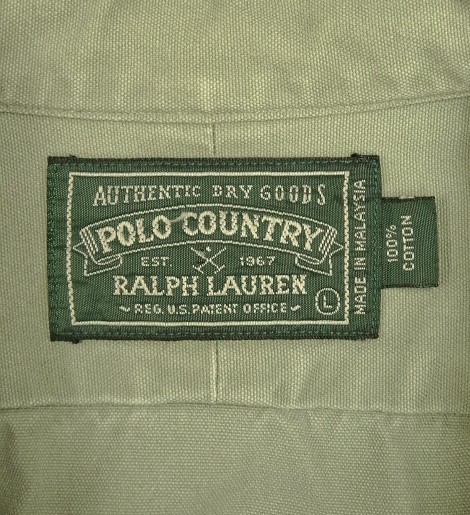 AUTHENTIC DRY GOODS
POLO COUNTRY
EST. 1967
RALPH LAUREN
~REG. U.S. PATENT OFFICE~
L
MADE IN MALAYSIA
100%
COTTON